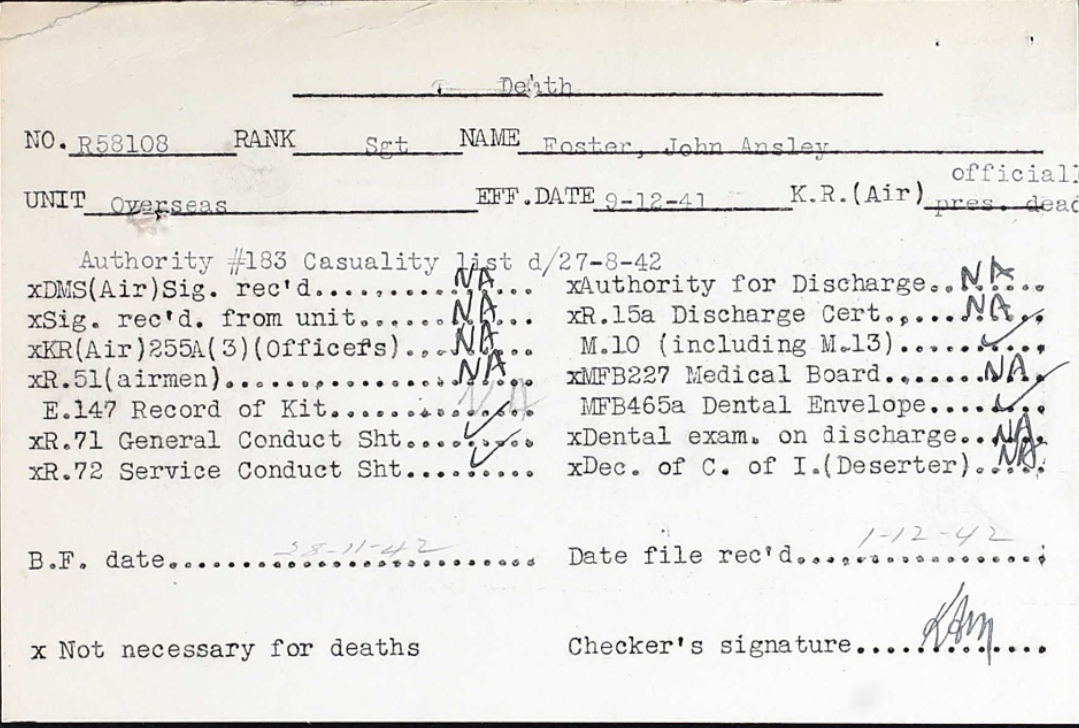 Death
NO. R58108 RANK Sgt NAME Foster, John Ansley
officiall
UNIT Overseas EFF.DATE 9-12-41 K.R.(Air) pres. dead
Authority #183 Casuality list d/27-8-42
xDMS(Air)Sig. rec'd.............NA... xAuthority for Discharge..NA....
xSig. rec'd. from unit......NA... xR.15a Discharge Cert.....NA..
xKR(Air)255A(3)(Officers)...NA... M.10 (including M.13)......✓...
xR.51(airmen)..................NA.. xMFB227 Medical Board.......NA.
E.147 Record of Kit.........NA... MFB465a Dental Envelope....✓...
xR.71 General Conduct Sht...✓..... xDental exam. on discharge..NA.
xR.72 Service Conduct Sht...✓..... xDec. of C. of I.(Deserter)..NA..
B.F. date....28-11-42.... Date file rec'd....1-12-42....
x Not necessary for deaths Checker's signature..............